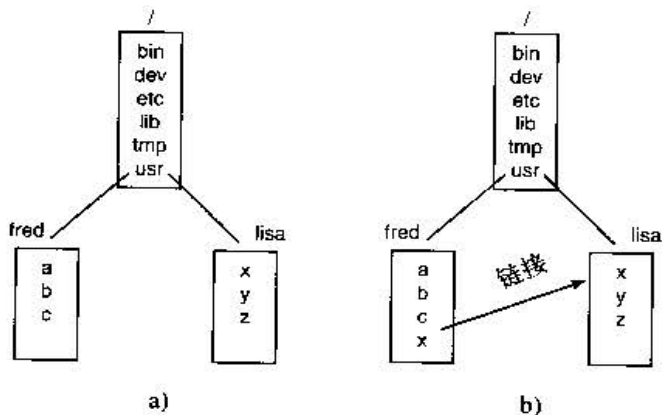 /
bin
dev
etc
lib
tmp
usr
fred
a
b
c
lisa
x
y
z
a)
/
bin
dev
etc
lib
tmp
usr
fred
a
b
c
x
链接
lisa
x
y
z
b)